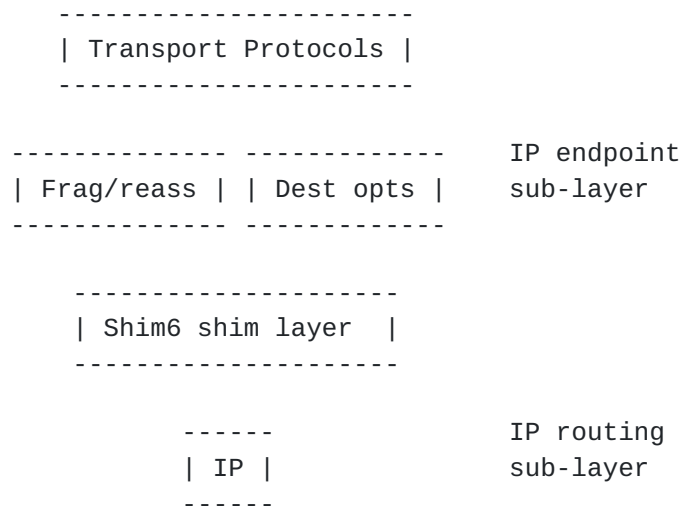 -----------------------
| Transport Protocols |
-----------------------
-------------- -------------    IP endpoint
| Frag/reass | | Dest opts |    sub-layer
-------------- -------------
---------------------
| Shim6 shim layer  |
---------------------
------    IP routing
| IP |    sub-layer
------